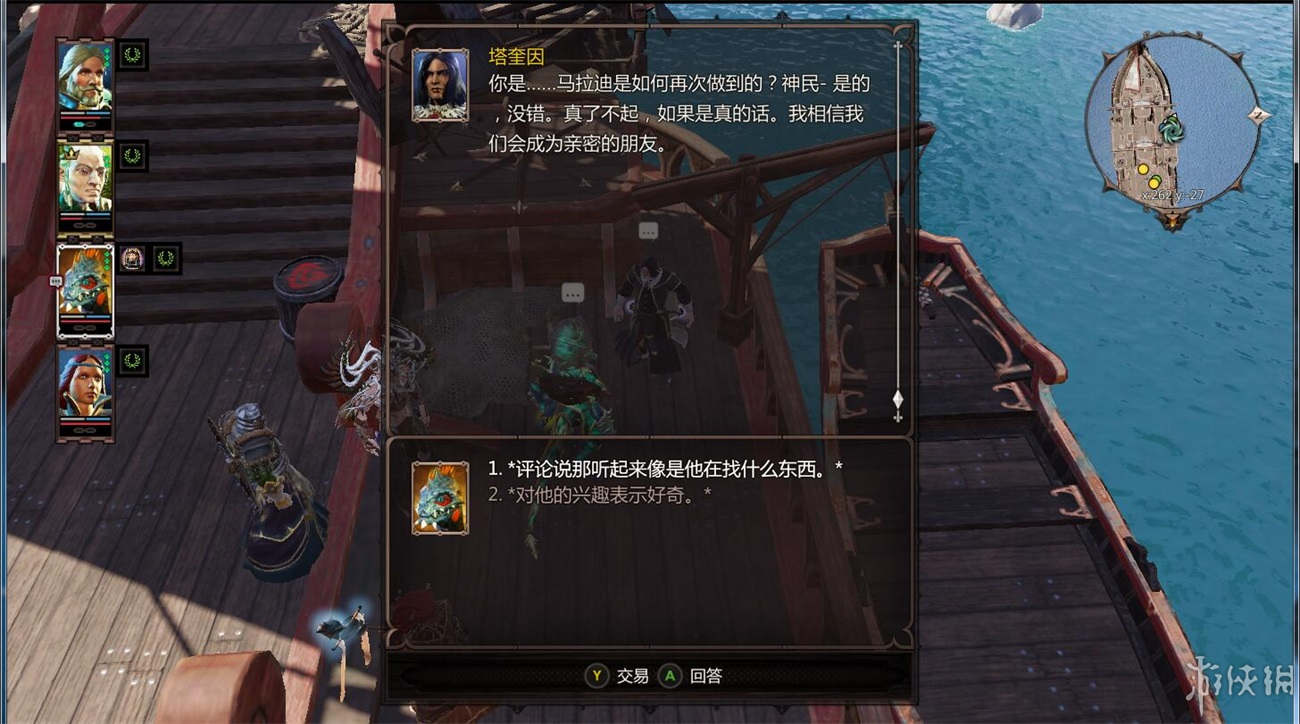 塔奎因
你是......马拉迪是如何再次做到的？神民- 是的
，没错。真了不起，如果是真的话。我相信我
们会成为亲密的朋友。
x:262 y:-27
1. *评论说那听起来像是他在找什么东西。*
2. *对他的兴趣表示好奇。*
Y 交易 A 回答
游侠網